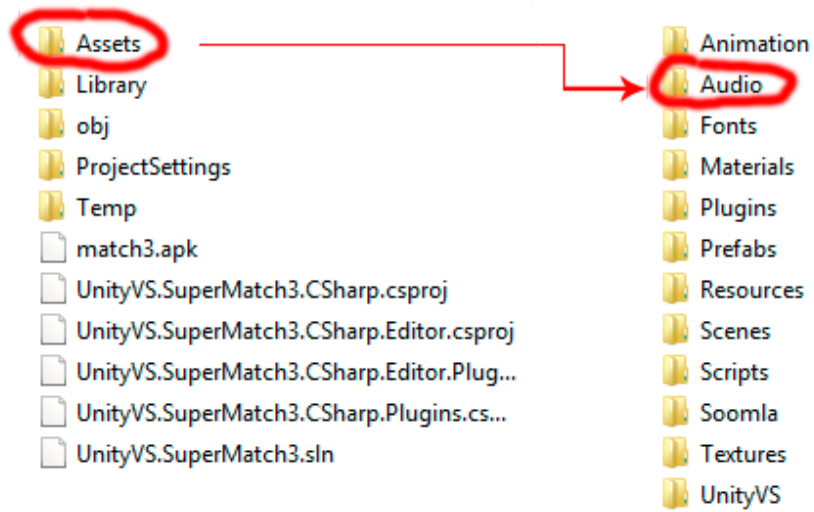 Assets
Library
obj
ProjectSettings
Temp
match3.apk
UnityVS.SuperMatch3.CSharp.csproj
UnityVS.SuperMatch3.CSharp.Editor.csproj
UnityVS.SuperMatch3.CSharp.Editor.Plug...
UnityVS.SuperMatch3.CSharp.Plugins.cs...
UnityVS.SuperMatch3.sln
Animation
Audio
Fonts
Materials
Plugins
Prefabs
Resources
Scenes
Scripts
Soomla
Textures
UnityVS